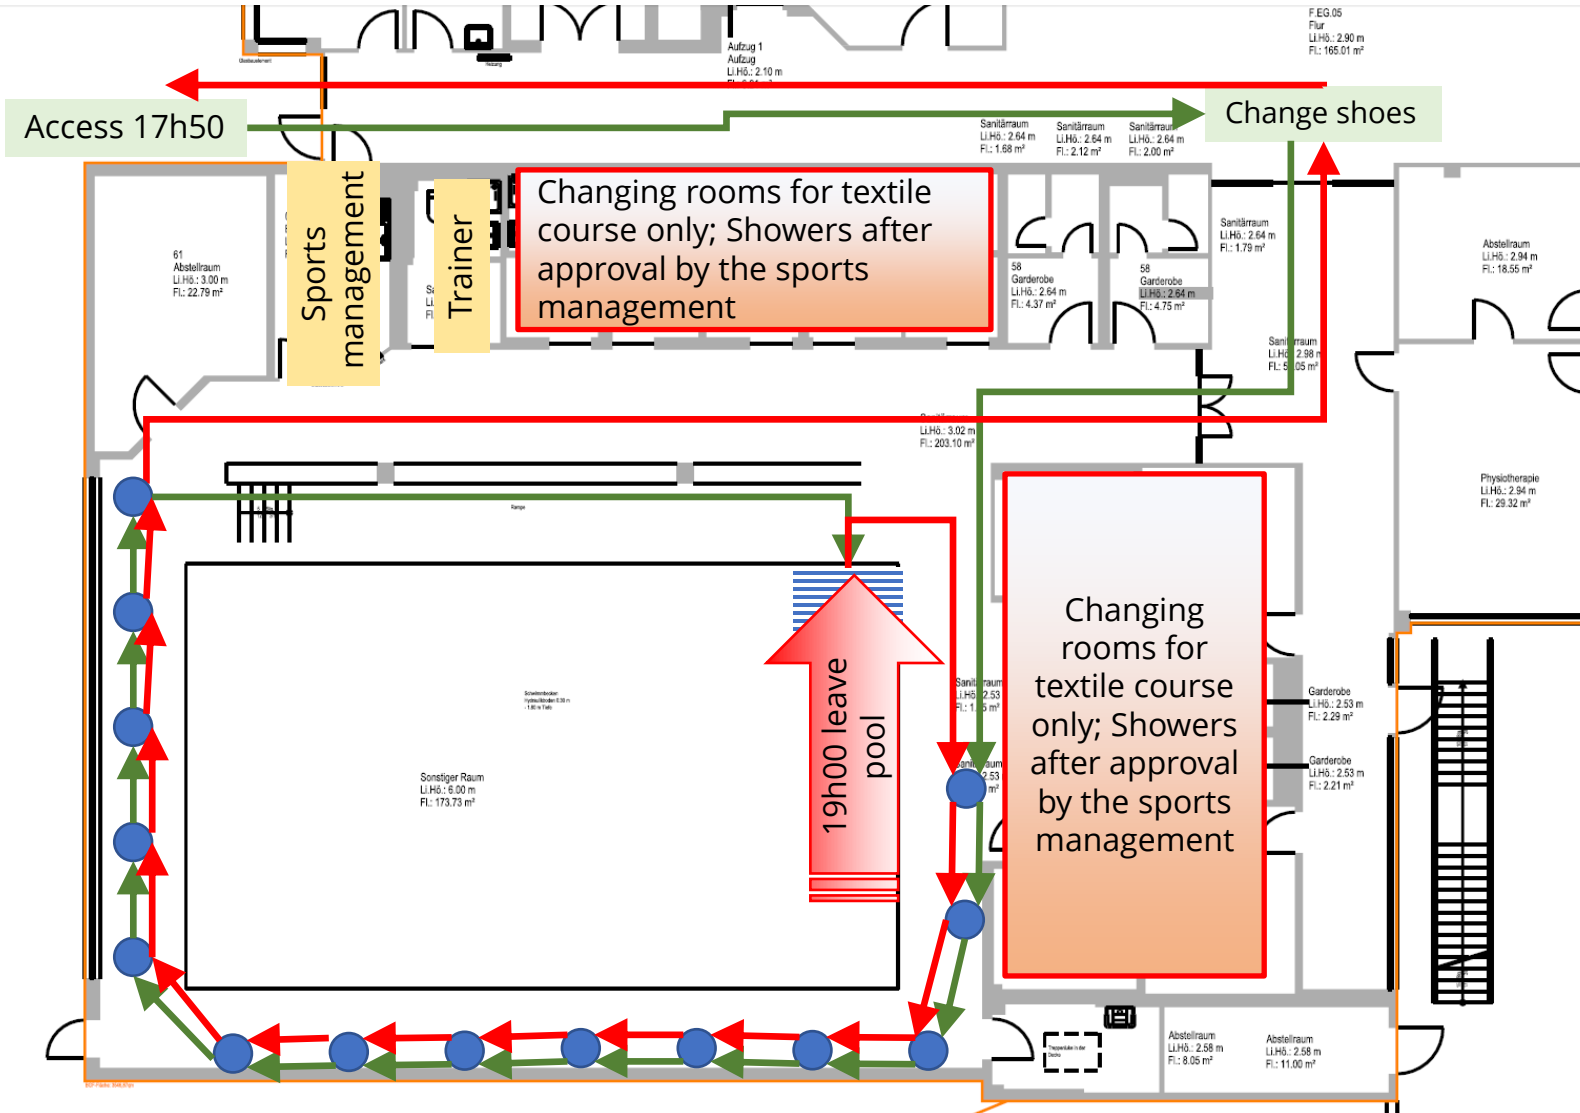 F.EG.05
Flur
Li.Hö.: 2.90 m
Fl.: 165.01 m²
Aufzug 1
Aufzug
Li.Hö.: 2.10 m
Heizung
Access 17h50
Change shoes
Sanitärraum
Li.Hö.: 2.64 m
Fl.: 1.68 m²
Sanitärraum
Li.Hö.: 2.64 m
Fl.: 2.12 m²
Sanitärraum
Li.Hö.: 2.64 m
Fl.: 2.00 m²
Sports
management
Trainer
Changing rooms for textile
course only; Showers after
approval by the sports
management
61
Abstellraum
Li.Hö.: 3.00 m
Fl.: 22.79 m²
58
Garderobe
Li.Hö.: 2.64 m
Fl.: 4.37 m²
58
Garderobe
Li.Hö.: 2.64 m
Fl.: 4.75 m²
Sanitärraum
Li.Hö.: 2.64 m
Fl.: 1.79 m²
Abstellraum
Li.Hö.: 2.94 m
Fl.: 18.55 m²
Li.Hö.: 3.02 m
Fl.: 203.10 m²
Rampe
Physiotherapie
Li.Hö.: 2.94 m
Fl.: 29.32 m²
Changing
rooms for
textile course
only; Showers
after approval
by the sports
management
19h00 leave
pool
Sonstiger Raum
Li.Hö.: 6.00 m
Fl.: 173.73 m²
Garderobe
Li.Hö.: 2.53 m
Fl.: 2.29 m²
Garderobe
Li.Hö.: 2.53 m
Fl.: 2.21 m²
Abstellraum
Li.Hö.: 2.58 m
Fl.: 8.05 m²
Abstellraum
Li.Hö.: 2.58 m
Fl.: 11.00 m²